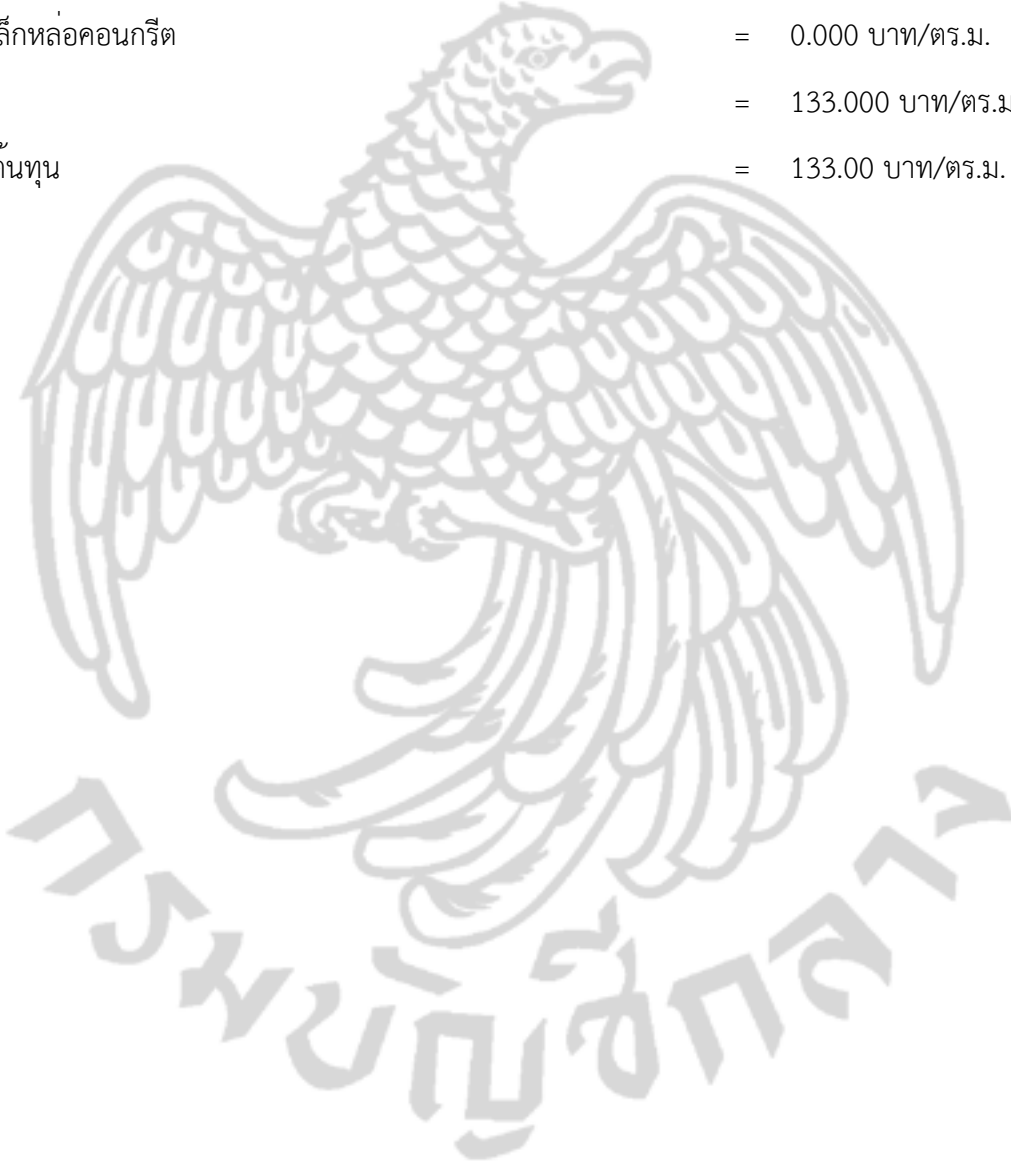 ล็กหล่อคอนกรีต = 0.000 บาท/ตร.ม.
= 133.000 บาท/ตร.ม
้นทุน = 133.00 บาท/ตร.ม.
กรมบัญชีกลาง